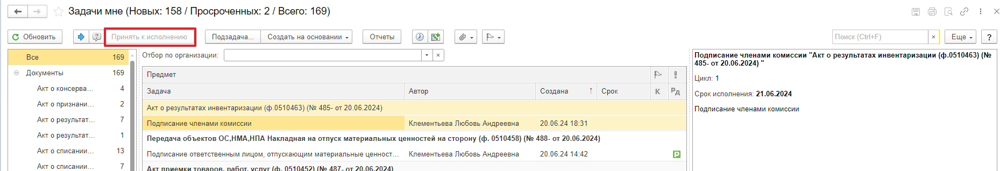 Задачи мне (Новых: 158 / Просроченных: 2 / Всего: 169)
Обновить
Принять к исполнению
Подзадача...
Создать на основании
Отчеты
Поиск (Ctrl+F)
×
Еще
?
Все 169
Документы 169
Акт о консерва... 4
Акт о признани... 2
Акт о результат... 7
Акт о результат... 1
Акт о списании... 13
Акт о списании... 7
Отбор по организации:
×
Предмет
Задача Автор Создана ↑ Срок К Рд
Акт о результатах инвентаризации (ф.0510463) (№ 485- от 20.06.2024)
Подписание членами комиссии Клементьева Любовь Андреевна 20.06.24 18:31
Передача объектов ОС,НМА,НПА Накладная на отпуск материальных ценностей на сторону (ф. 0510458) (№ 488- от 20.06.2024)
Подписание ответственным лицом, отпускающим материальные ценност... Клементьева Любовь Андреевна 20.06.24 14:42 P
Акт приемки товаров, работ, услуг (ф. 0510452) (№ 487- от 20.06.2024)
Подписание членами комиссии "Акт о результатах инвентаризации (ф.0510463) (№
485- от 20.06.2024) "
Цикл: 1
Срок исполнения: 21.06.2024
Подписание членами комиссии